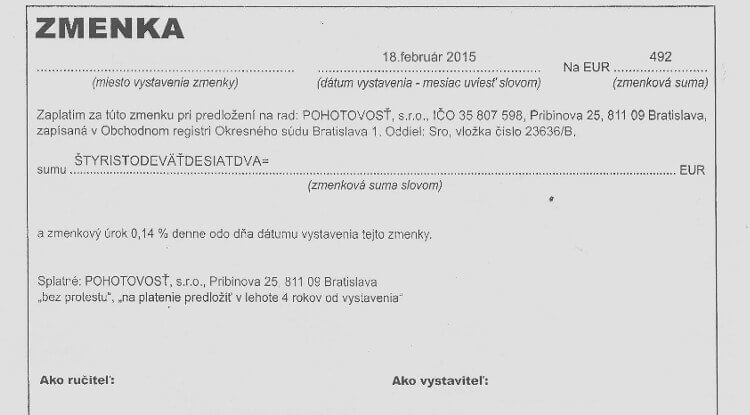 ZMENKA
18.február 2015 Na EUR 492
(miesto vystavenia zmenky) (dátum vystavenia - mesiac uviesť slovom) (zmenková suma)
Zaplatim za túto zmenku pri predložení na rad: POHOTOVOSŤ, s.r.o., IČO 35 807 598, Pribinova 25, 811 09 Bratislava,
zapísaná v Obchodnom registri Okresného súdu Bratislava 1. Oddiel: Sro, vložka číslo 23636/B,
sumu ŠTYRISTODEVÄŤDESIATDVA= EUR
(zmenková suma slovom)
a zmenkový úrok 0,14 % denne odo dňa dátumu vystavenia tejto zmenky.
Splatné: POHOTOVOSŤ, s.r.o., Pribinova 25, 811 09 Bratislava
„bez protestu“, „na platenie predložiť v lehote 4 rokov od vystavenia“
Ako ručiteľ: Ako vystaviteľ: